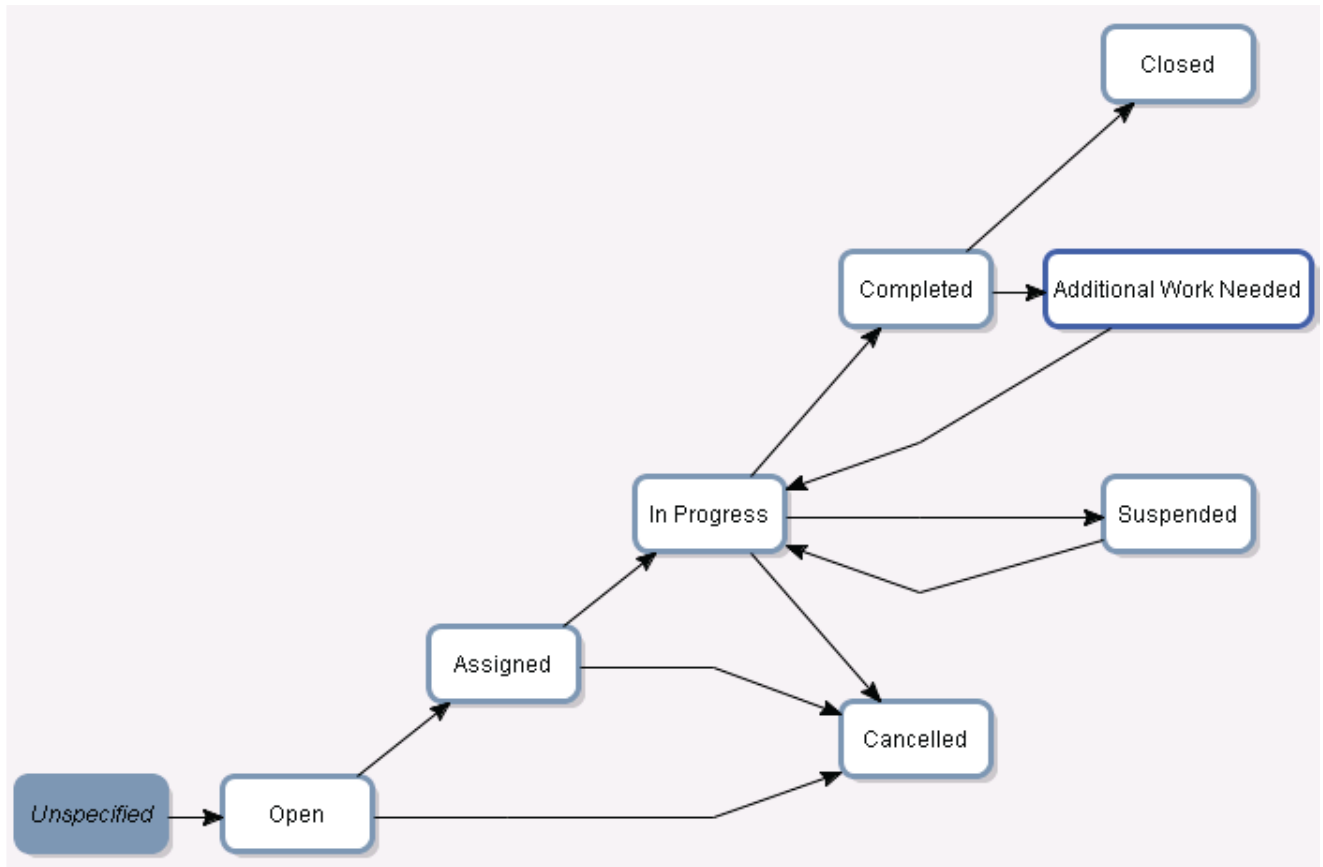 Closed
Completed
Additional Work Needed
In Progress
Suspended
Assigned
Cancelled
Unspecified
Open